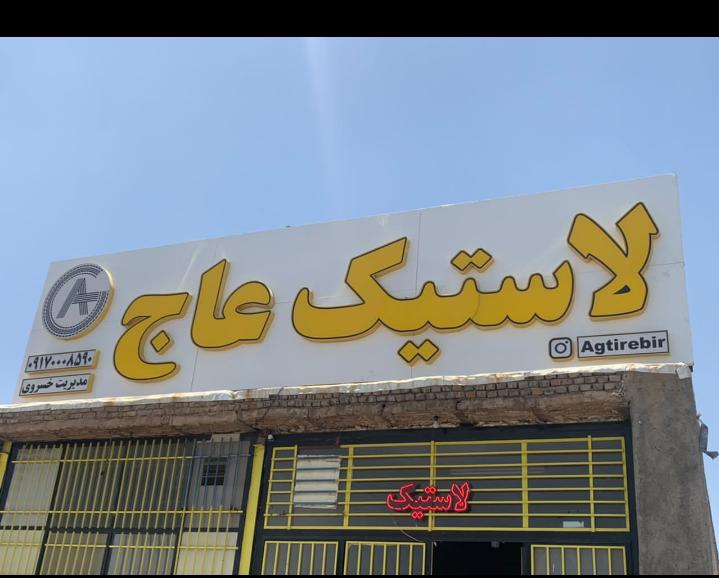 لاستیک عاج
Agtirebir
۰۹۱۷۰۰۰۸۵۹۰
مدیریت خسروی
لاستیک